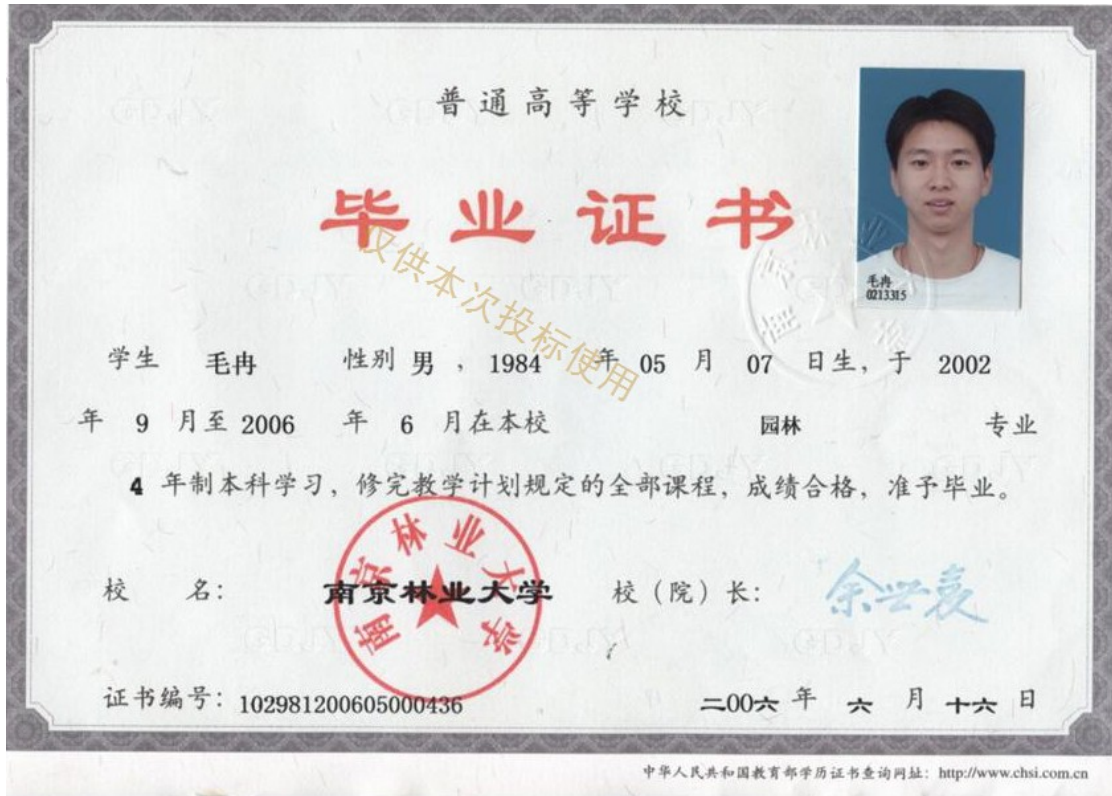 普通高等学校
毕业证书
仅供本次投标使用
毛冉
0213315
学生 毛冉 性别 男 , 1984 年 05 月 07 日生, 于 2002
年 9 月至 2006 年 6 月在本校 园林 专业
4 年制本科学习, 修完教学计划规定的全部课程, 成绩合格, 准予毕业。
南京林业大学
校 名: 南京林业大学 校(院)长: 余世袁
证书编号: 102981200605000436 二00六 年 六 月 十六 日
中华人民共和国教育部学历证书查询网址: http://www.chsi.com.cn